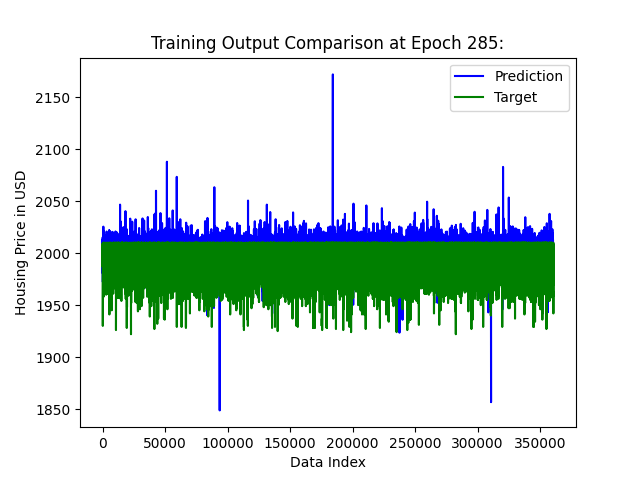 Training Output Comparison at Epoch 285:
Prediction
Target
Housing Price in USD
2150
2100
2050
2000
1950
1900
1850
0 50000 100000 150000 200000 250000 300000 350000
Data Index